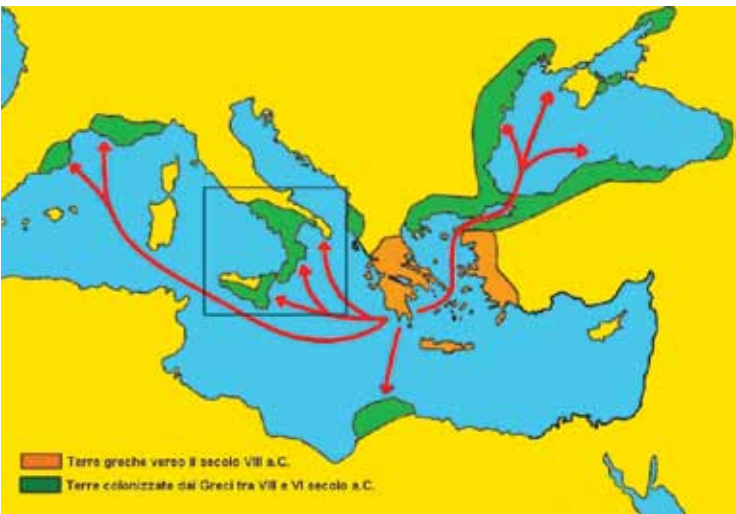 Terre greche verso il secolo VIII a.C.
Terre colonizzate dai Greci tra VIII e VI secolo a.C.